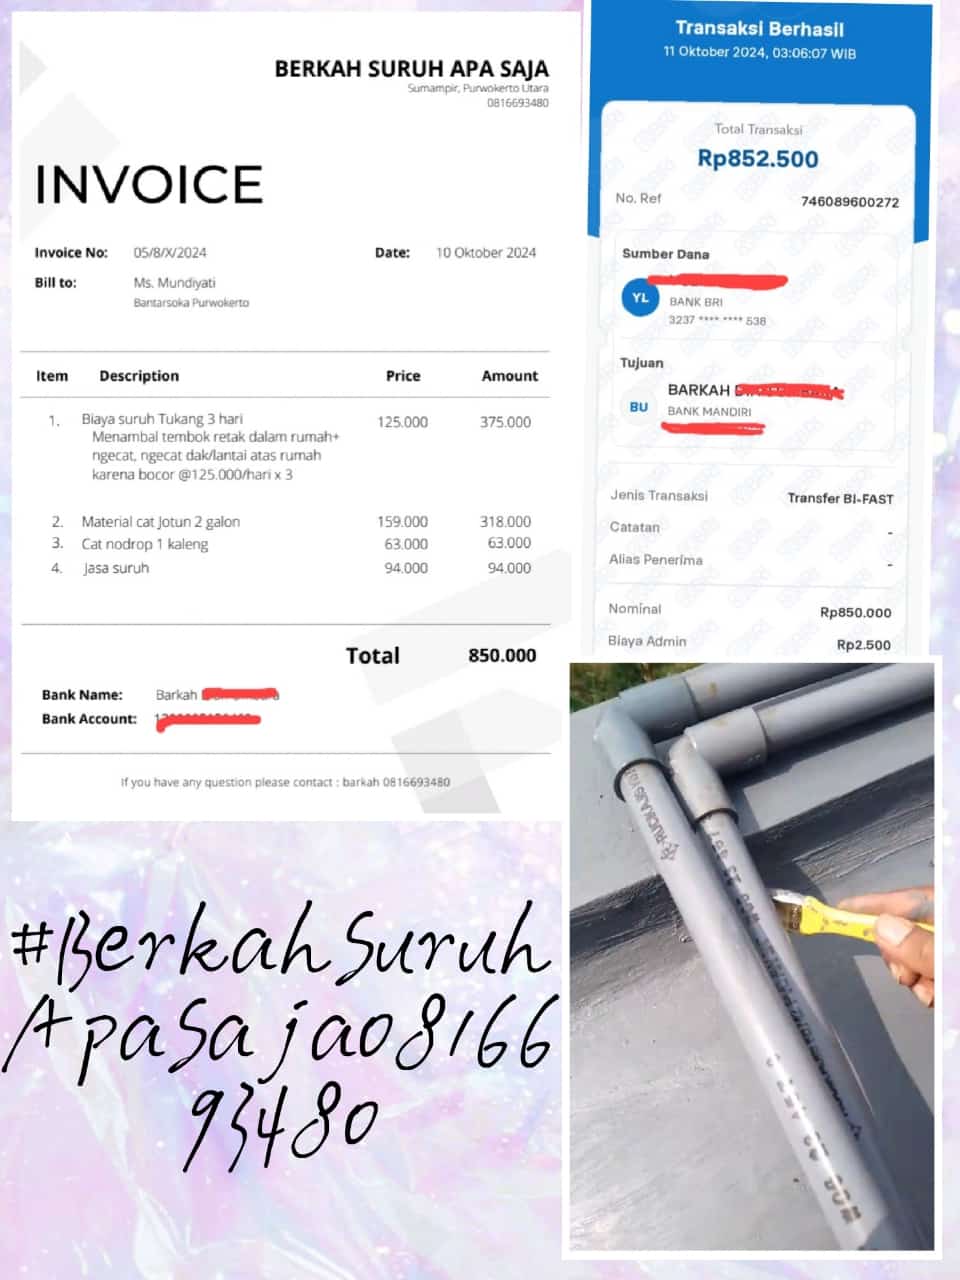 BERKAH SURUH APA SAJA
Sumampir, Purwokerto Utara
0816693480
INVOICE
Invoice No: 05/8/X/2024 Date: 10 Oktober 2024
Bill to: Ms. Mundiyati
Bantarsoka Purwokerto
Item Description Price Amount
1. Biaya suruh Tukang 3 hari 125.000 375.000
Menambal tembok retak dalam rumah+
ngecat, ngecat dak/lantai atas rumah
karena bocor @125.000/hari x 3
2. Material cat Jotun 2 galon 159.000 318.000
3. Cat nodrop 1 kaleng 63.000 63.000
4. Jasa suruh 94.000 94.000
Total 850.000
Bank Name: Barkah
Bank Account:
If you have any question please contact : barkah 0816693480
Transaksi Berhasil
11 Oktober 2024, 03:06:07 WIB
Total Transaksi
Rp852.500
No. Ref 746089600272
Sumber Dana
YL
BANK BRI
3237 **** **** 538
Tujuan
BU
BARKAH
BANK MANDIRI
Jenis Transaksi Transfer BI-FAST
Catatan -
Alias Penerima -
Nominal Rp850.000
Biaya Admin Rp2.500
RUCIKA
#Berkah Suruh
Apa Saja 08166
93480